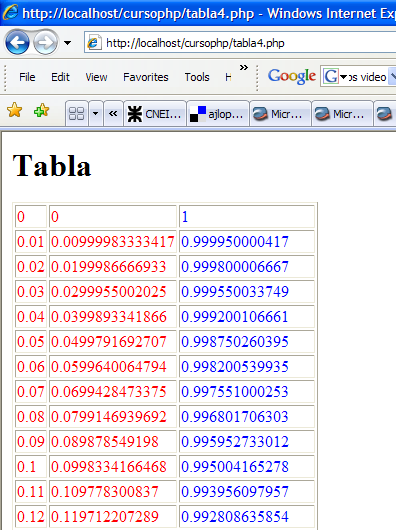 http://localhost/cursophp/tabla4.php - Windows Internet Exp
http://localhost/cursophp/tabla4.php
File Edit View Favorites Tools H » Google G os video
« CNEI... ajlop... Micr... Micr...
Tabla
0 0 1
0.01 0.00999983333417 0.999950000417
0.02 0.0199986666933 0.999800006667
0.03 0.0299955002025 0.999550033749
0.04 0.0399893341866 0.999200106661
0.05 0.0499791692707 0.998750260395
0.06 0.0599640064794 0.998200539935
0.07 0.0699428473375 0.997551000253
0.08 0.0799146939692 0.996801706303
0.09 0.089878549198 0.995952733012
0.1 0.0998334166468 0.995004165278
0.11 0.109778300837 0.993956097957
0.12 0.119712207289 0.992808635854